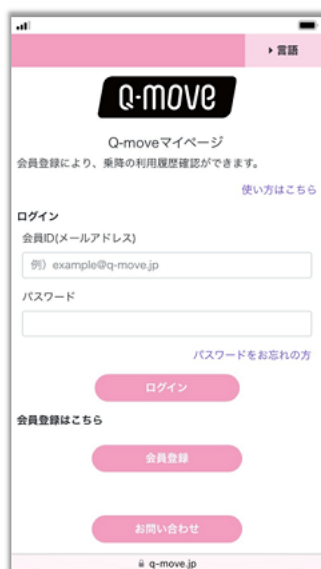 ▶言語
Q-move
Q-moveマイページ
会員登録により、乗降の利用履歴確認ができます。
使い方はこちら
ログイン
会員ID(メールアドレス)
例）example@q-move.jp
パスワード
パスワードをお忘れの方
ログイン
会員登録はこちら
会員登録
お問い合わせ
q-move.jp